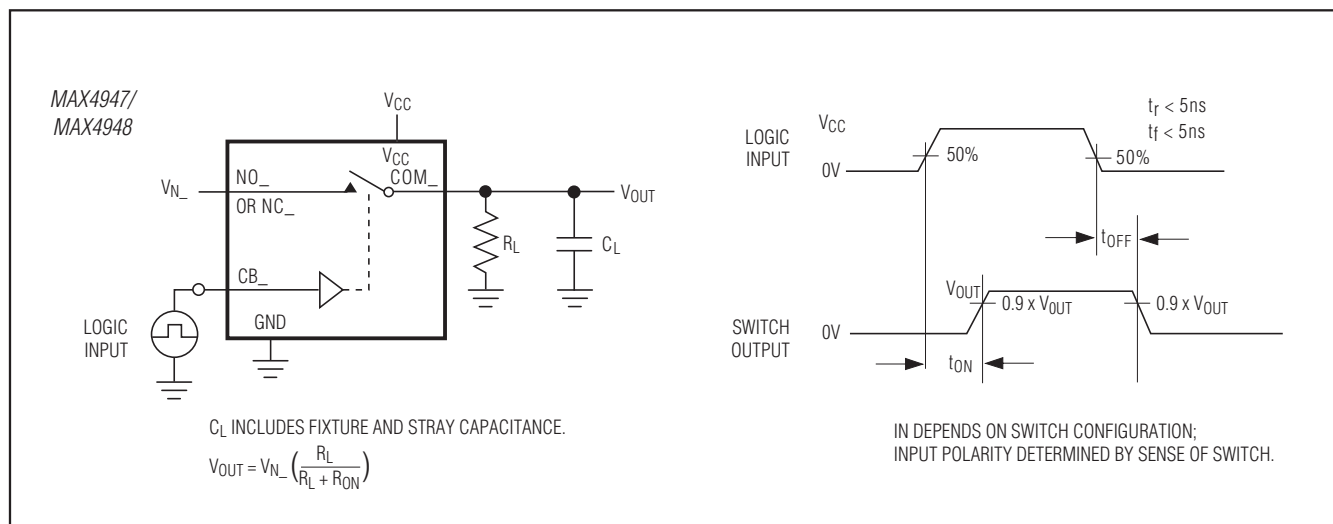 MAX4947/
MAX4948
VCC
VCC
VN_
NO_
COM_
OR NC_
VOUT
RL
CL
CB_
LOGIC
INPUT
GND
CL INCLUDES FIXTURE AND STRAY CAPACITANCE.
VOUT = VN_ (RL / RL + RON)
LOGIC
INPUT
VCC
0V
50%
50%
tr < 5ns
tf < 5ns
tOFF
SWITCH
OUTPUT
VOUT
0V
0.9 x VOUT
0.9 x VOUT
tON
IN DEPENDS ON SWITCH CONFIGURATION;
INPUT POLARITY DETERMINED BY SENSE OF SWITCH.